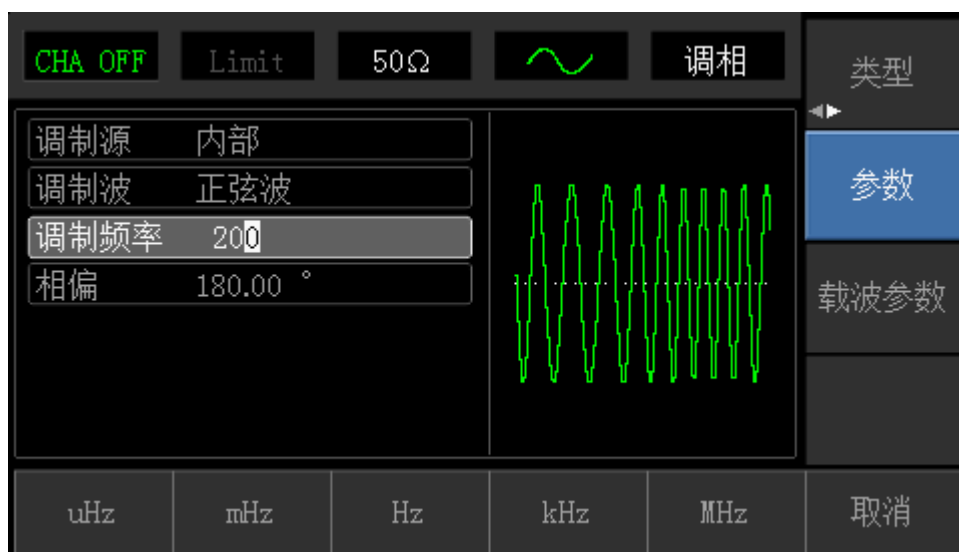 CHA OFF Limit 50Ω 调相 类型
调制源 内部
调制波 正弦波
调制频率 200
相偏 180.00 °
参数
载波参数
uHz mHz Hz kHz MHz 取消